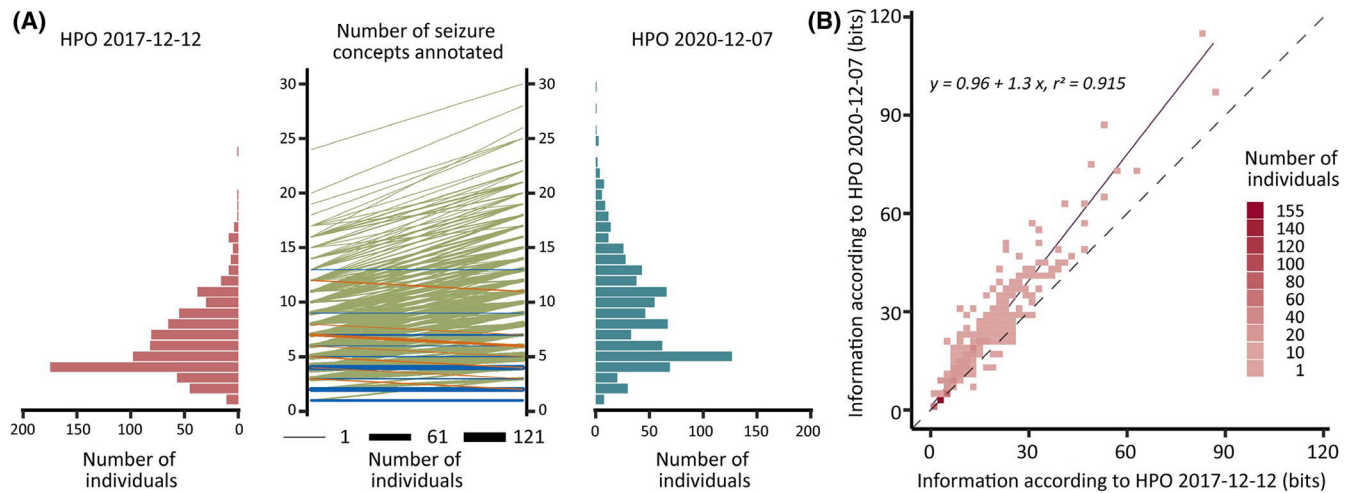 (A)
HPO 2017-12-12
Number of seizure
concepts annotated
HPO 2020-12-07
30
25
20
15
10
5
0
30
25
20
15
10
5
0
200 150 100 50 0
1 61 121
0 50 100 150 200
Number of
individuals
Number of
individuals
Number of
individuals
(B)
Information according to HPO 2020-12-07 (bits)
120
90
60
30
0
y = 0.96 + 1.3 x, r² = 0.915
Number of
individuals
155
140
120
100
80
60
40
20
10
1
0 30 60 90 120
Information according to HPO 2017-12-12 (bits)